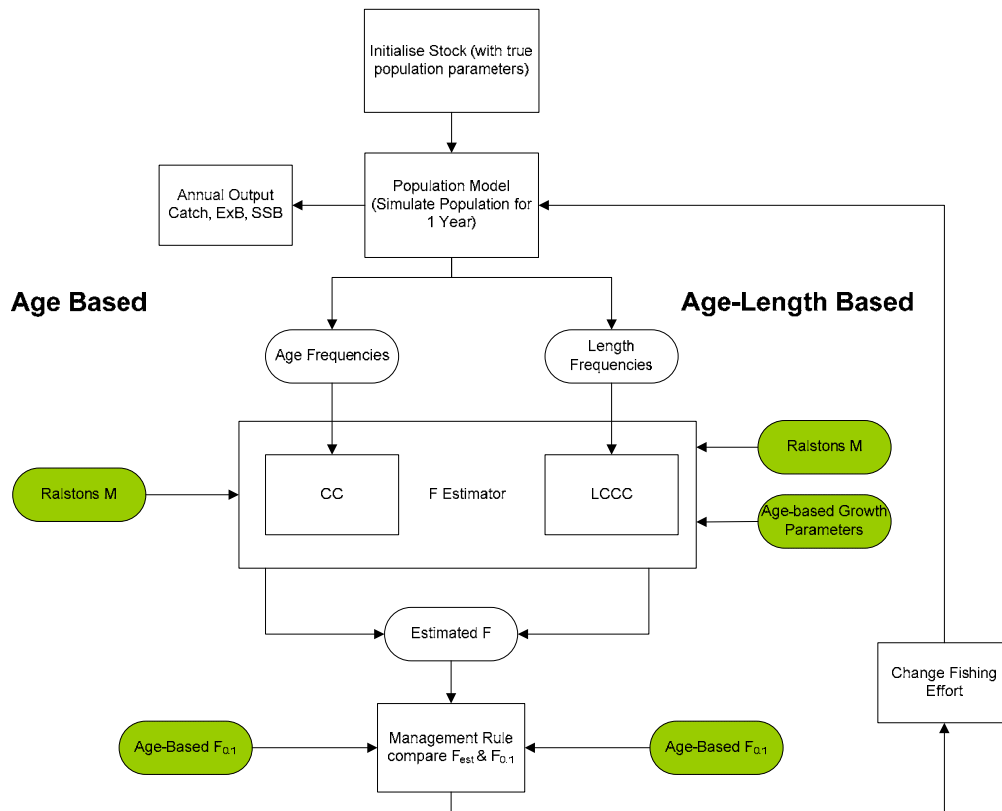 Initialise Stock (with true
population parameters)
Population Model
(Simulate Population for
1 Year)
Annual Output
Catch, ExB, SSB
Age Based
Age-Length Based
Age Frequencies
Length
Frequencies
Ralstons M
Ralstons M
CC
F Estimator
LCCC
Age-based Growth
Parameters
Estimated F
Change Fishing
Effort
Age-Based F0.1
Management Rule
compare Fest & F0.1
Age-Based F0.1